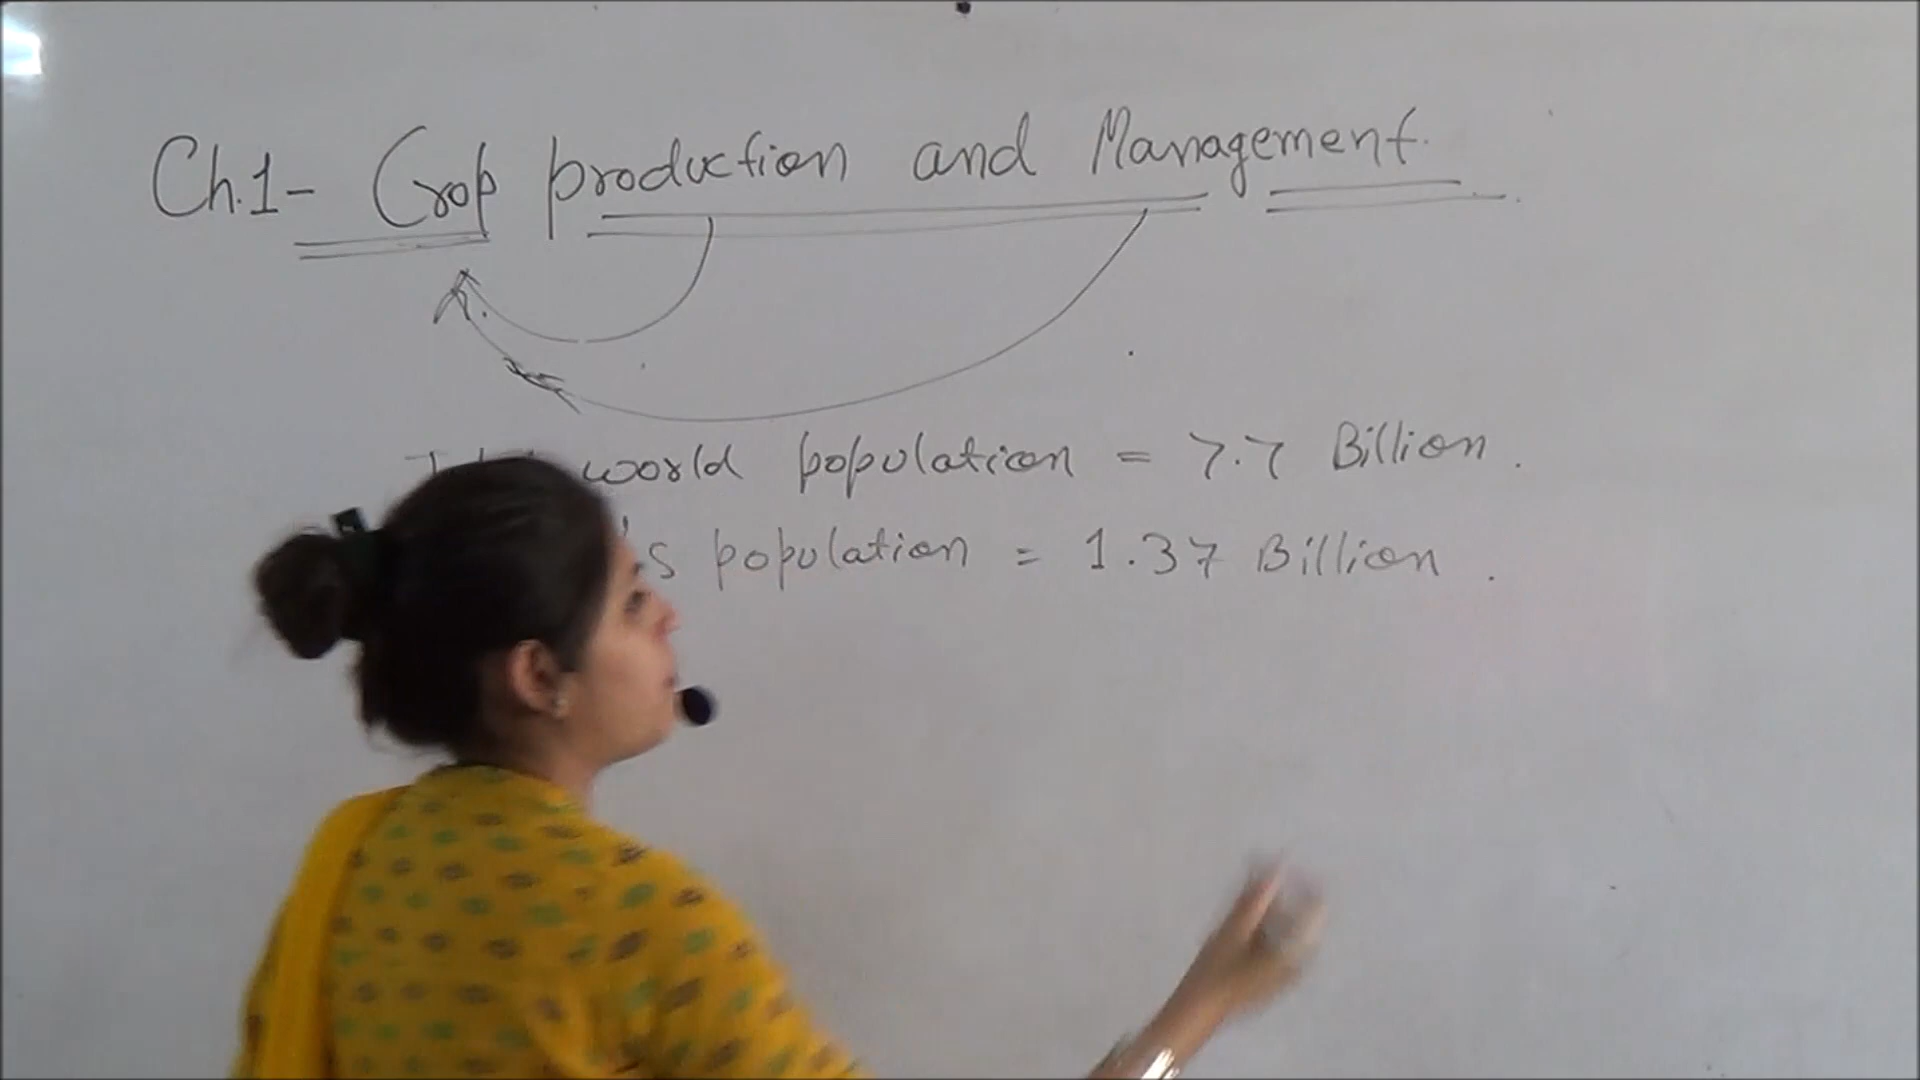 Ch.1- Crop production and Management.
world population = 7.7 Billion.
's population = 1.37 Billion.